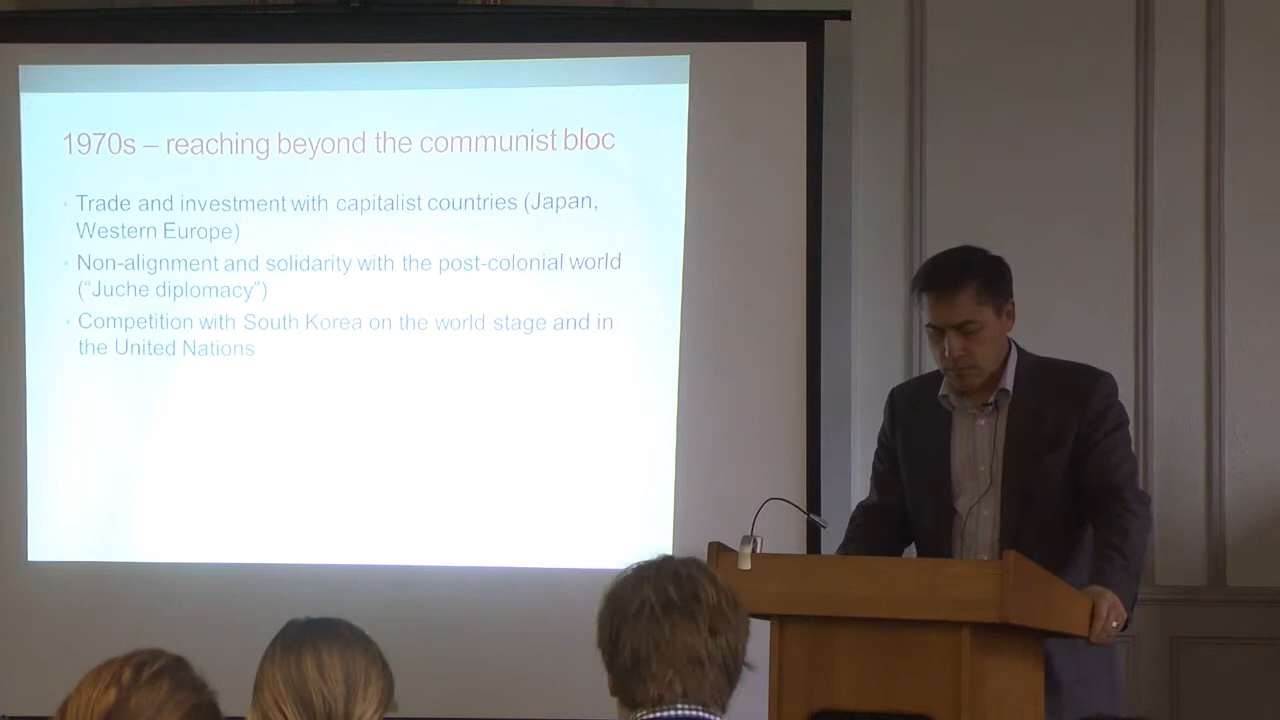 1970s – reaching beyond the communist bloc
• Trade and investment with capitalist countries (Japan,
Western Europe)
• Non-alignment and solidarity with the post-colonial world
(“Juche diplomacy”)
• Competition with South Korea on the world stage and in
the United Nations